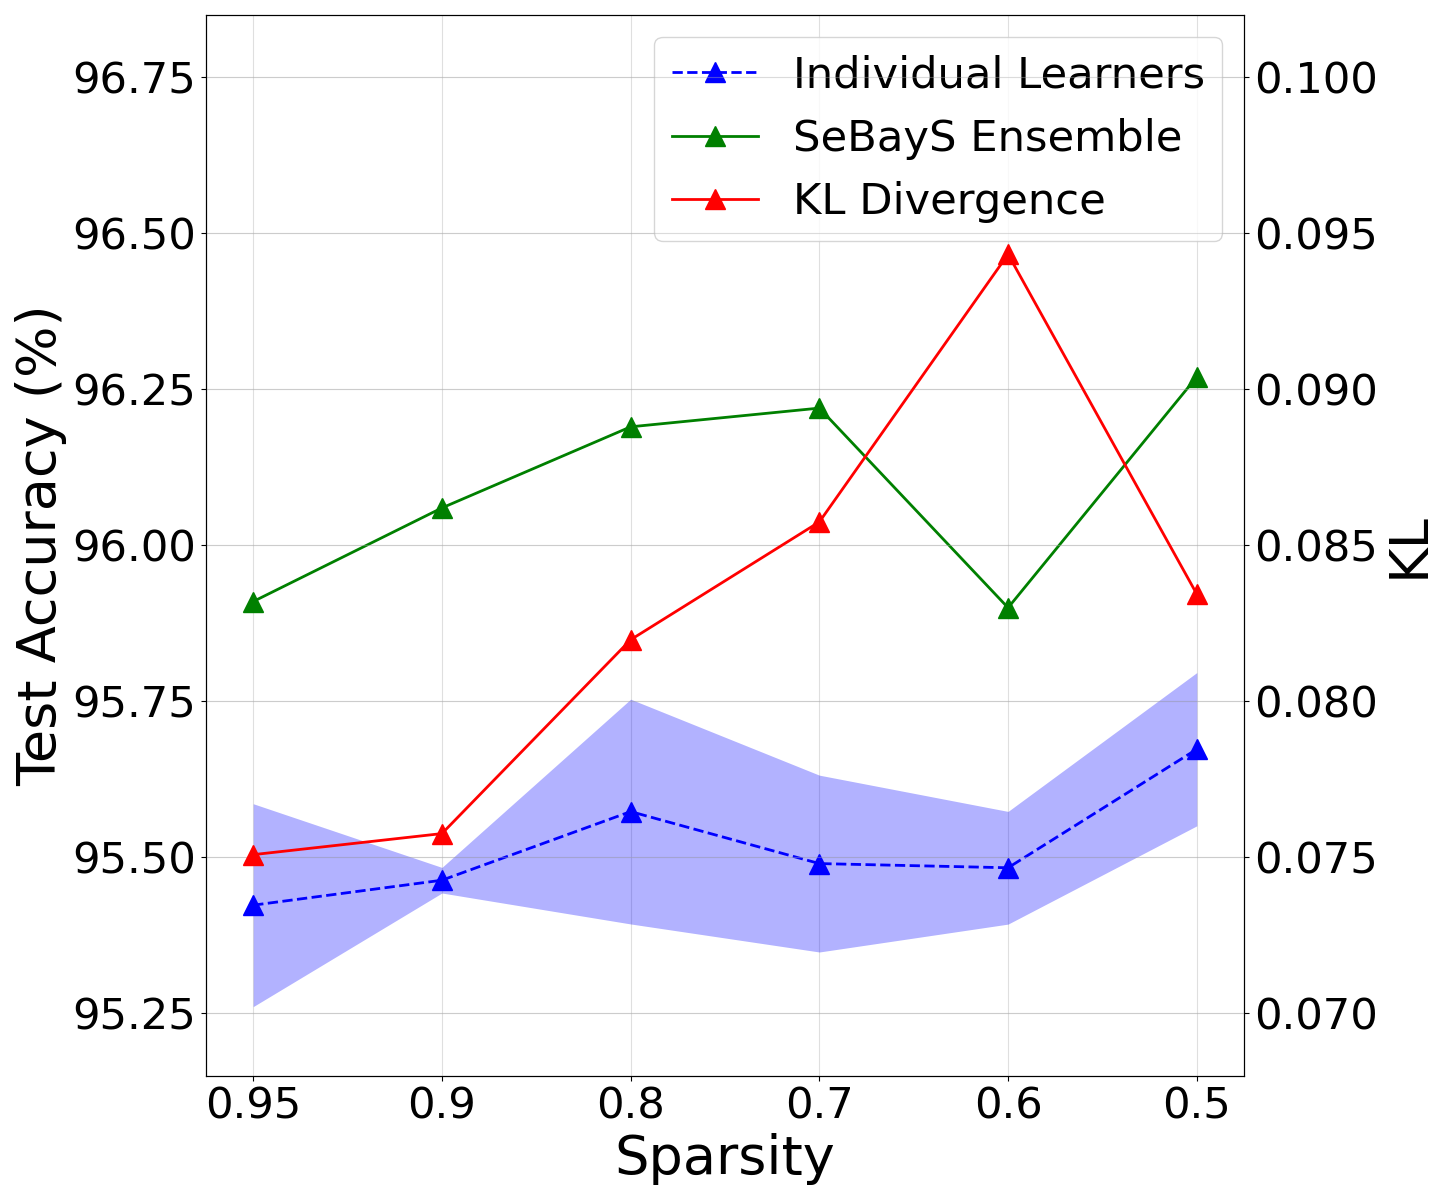 Individual Learners
SeBayS Ensemble
KL Divergence
96.75
96.50
96.25
96.00
95.75
95.50
95.25
Test Accuracy (%)
0.100
0.095
0.090
0.085
0.080
0.075
0.070
KL
0.95 0.9 0.8 0.7 0.6 0.5
Sparsity